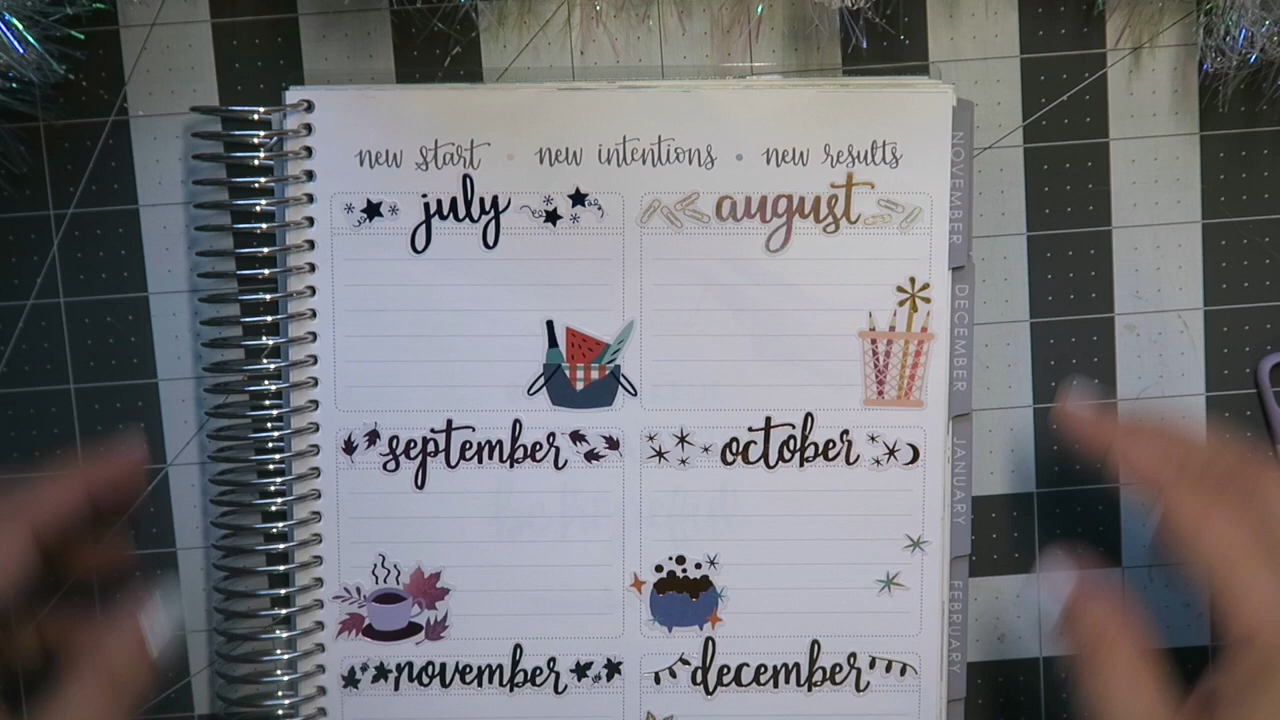 new start • new intentions • new results
july
august
september
october
november
december
NOVEMBER
DECEMBER
JANUARY
FEBRUARY